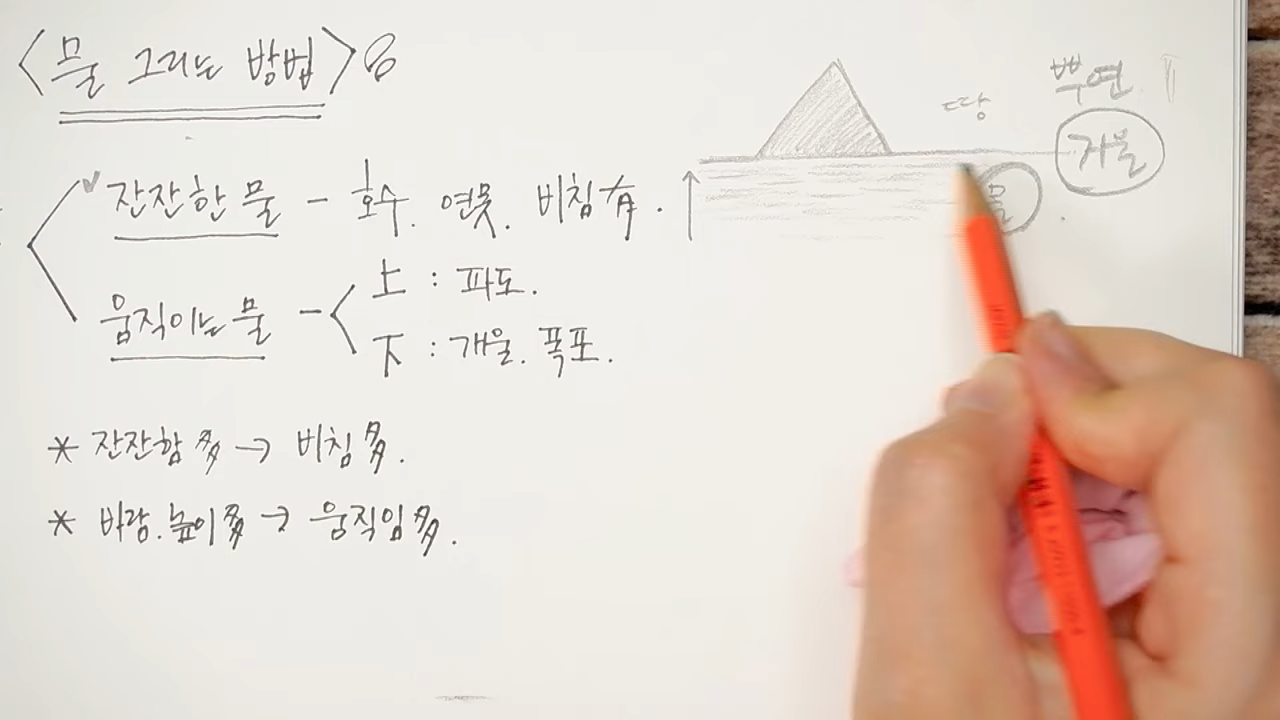 <물 그리는 방법>
잔잔한 물 - 호수. 연못. 비침有.
움직이는 물 -
上 : 파도.
下 : 개울. 폭포.
* 잔잔함 多 → 비침 多.
* 바람. 높이 多 → 움직임 多.
뿌연
땅
거울
물